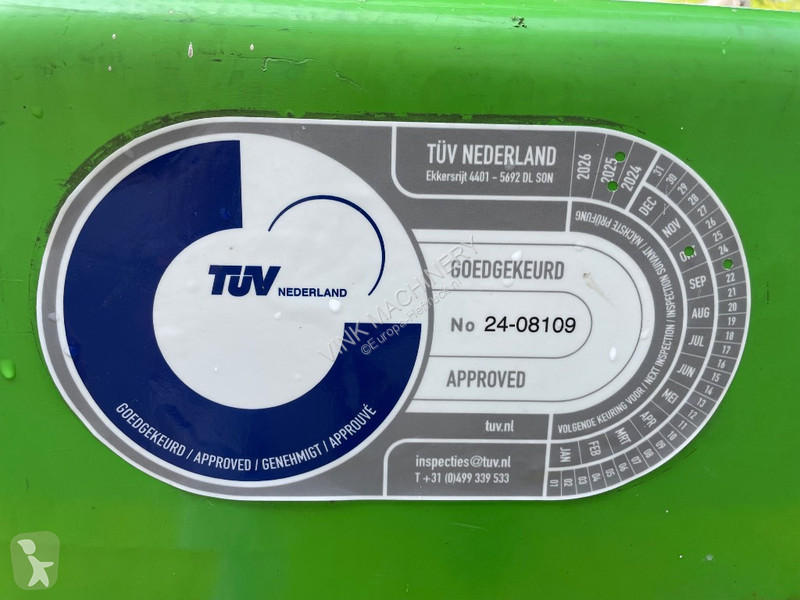 TÜV NEDERLAND
Ekkersrijt 4401 - 5692 DL SON
2026
2025
2024
TÜV NEDERLAND
GOEDGEKEURD
No 24-08109
APPROVED
GOEDGEKEURD / APPROVED / GENEHMIGT / APPROUVÉ
tuv.nl
inspecties@tuv.nl
T +31 (0)499 339 533
VOLGENDE KEURING VOOR / NEXT INSPECTION / INSPECTION SUIVANT / NÄCHSTE PRÜFUNG
JAN FEB MRT APR MEI JUN JUL AUG SEP OKT NOV DEC
01 02 03 04 05 06 07 08 09 10 11 12 13 14 15 16 17 18 19 20 21 22 24 25 26 27 28 29 30 31
VINK MACHINERY